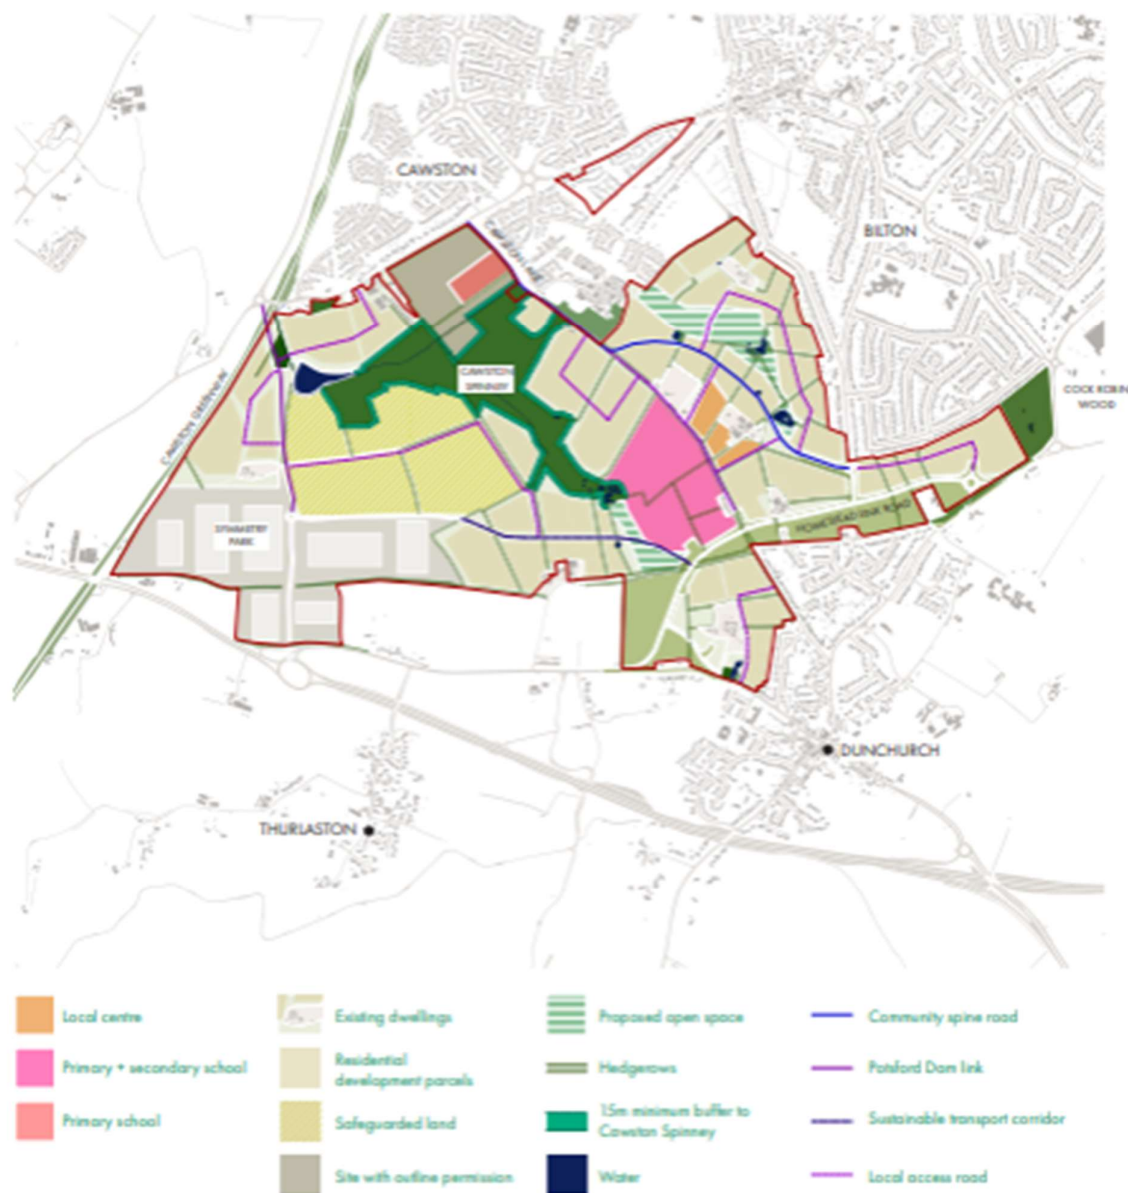 CAWSTON
BILTON
CAWSTON
SPINNEY
COCK ROBIN
WOOD
CAWSTON GREENWAY
SYMMETRY
PARK
HOMESTEAD LINK ROAD
DUNCHURCH
THURLASTON
Local centre
Existing dwellings
Proposed open space
Community spine road
Primary + secondary school
Residential
development parcels
Hedgerows
Potsford Dam link
Primary school
Safeguarded land
15m minimum buffer to
Cawston Spinney
Sustainable transport corridor
Site with outline permission
Water
Local access road